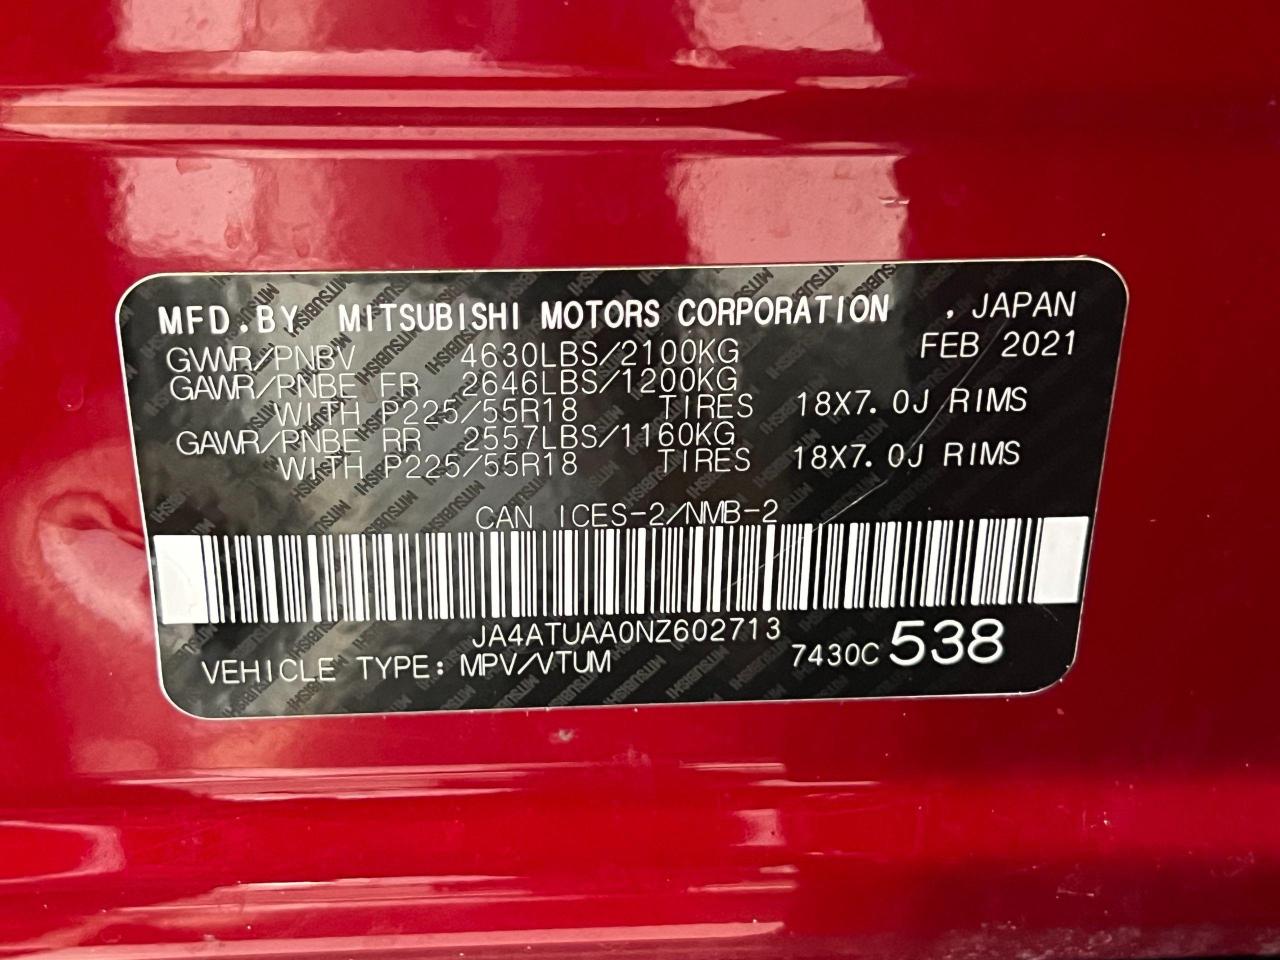 MFD.BY MITSUBISHI MOTORS CORPORATION , JAPAN
FEB 2021
GVWR/PNBV 4630LBS/2100KG
GAWR/PNBE FR 2646LBS/1200KG
WITH P225/55R18 TIRES 18X7.0J RIMS
GAWR/PNBE RR 2557LBS/1160KG
WITH P225/55R18 TIRES 18X7.0J RIMS
CAN ICES-2/NMB-2
JA4ATUAA0NZ602713
VEHICLE TYPE: MPV/VTUM 7430C 538